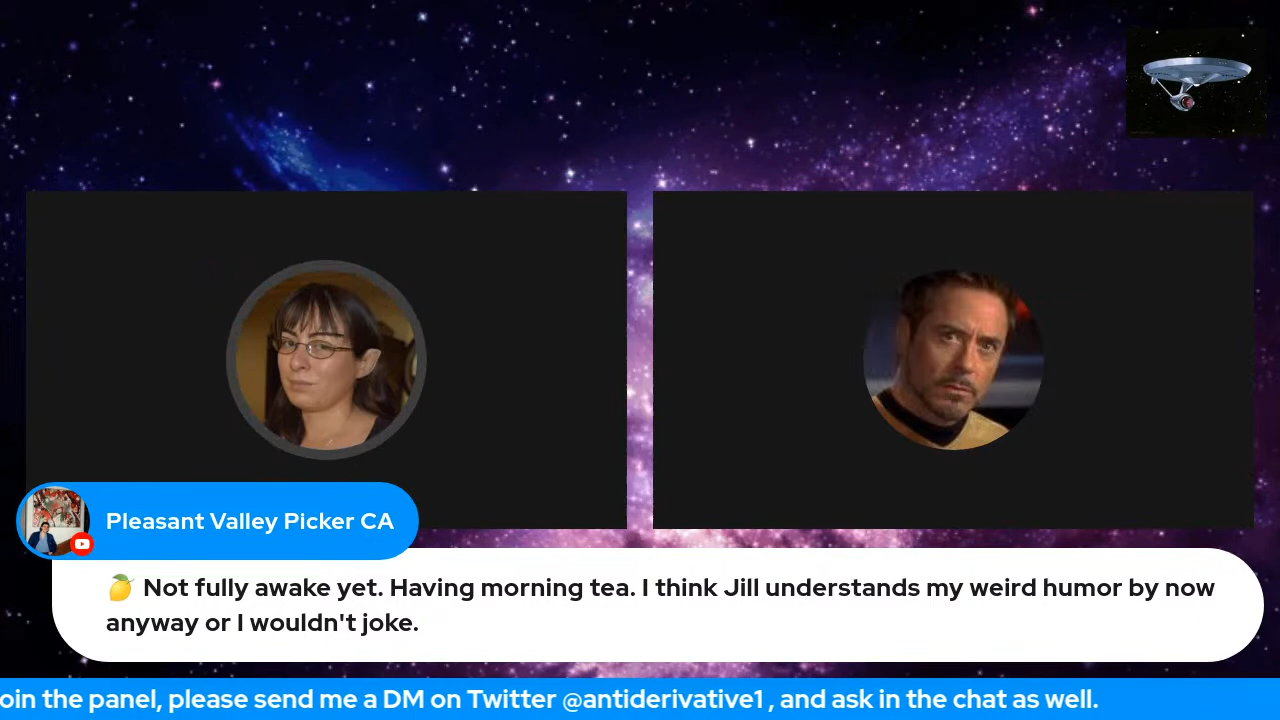 Pleasant Valley Picker CA
🍋 Not fully awake yet. Having morning tea. I think Jill understands my weird humor by now
anyway or I wouldn't joke.
oin the panel, please send me a DM on Twitter @antiderivative1 , and ask in the chat as well.